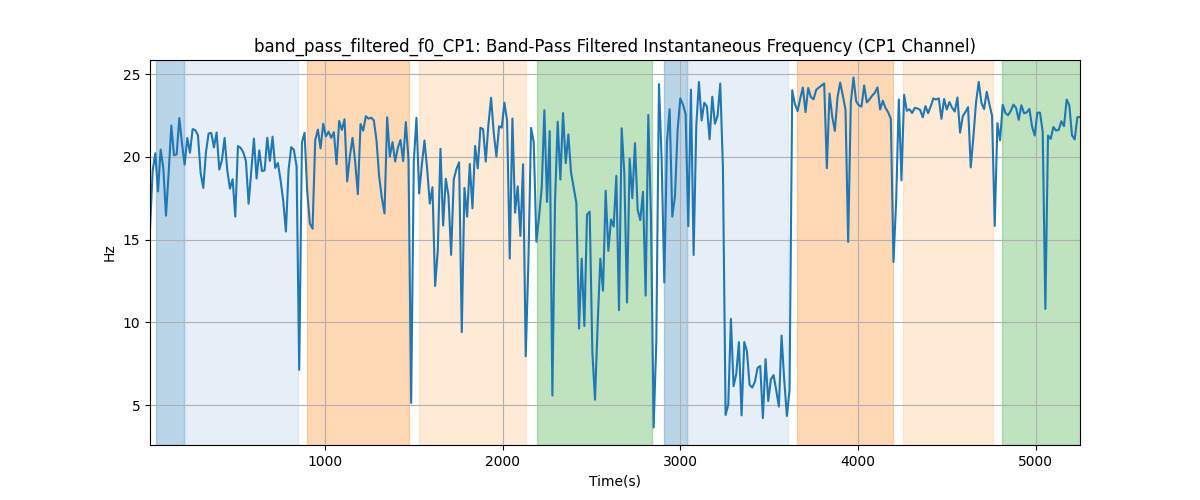 band_pass_filtered_f0_CP1: Band-Pass Filtered Instantaneous Frequency (CP1 Channel)
25
20
15
10
5
Hz
1000 2000 3000 4000 5000
Time(s)